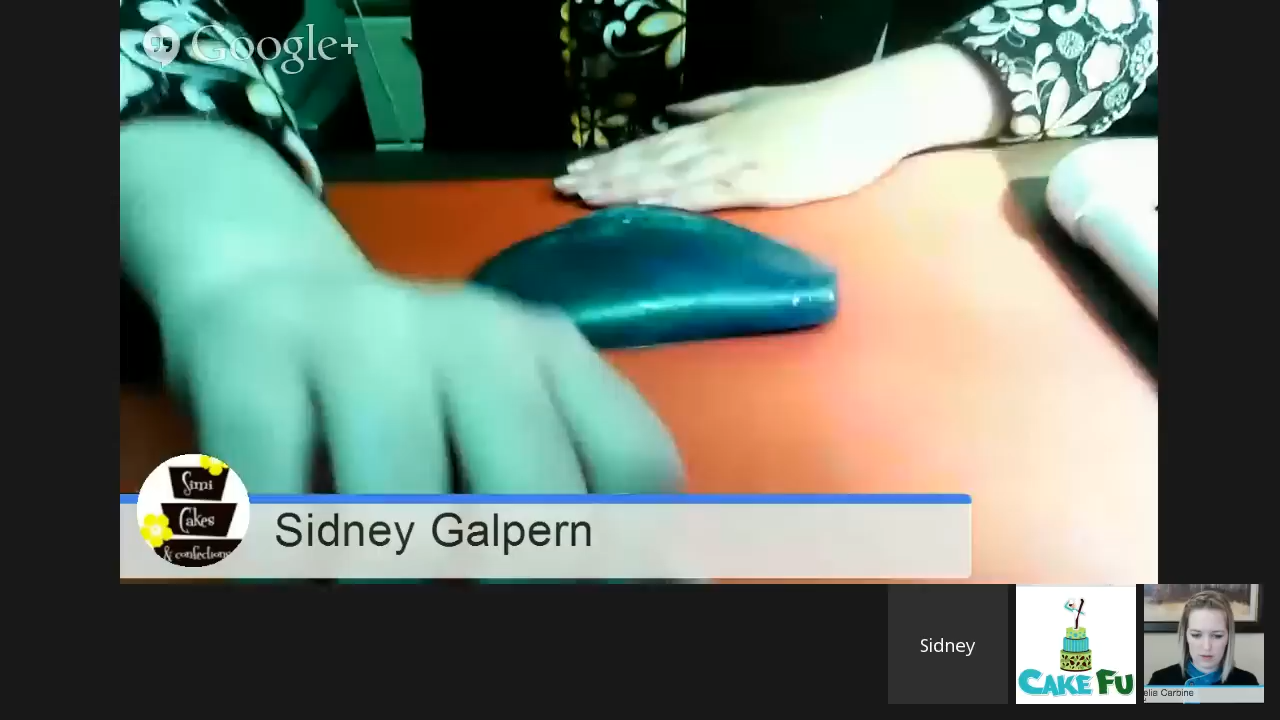 Google+
Simi
Cakes
& confections
Sidney Galpern
Sidney
CAKE FU
elia Carbine